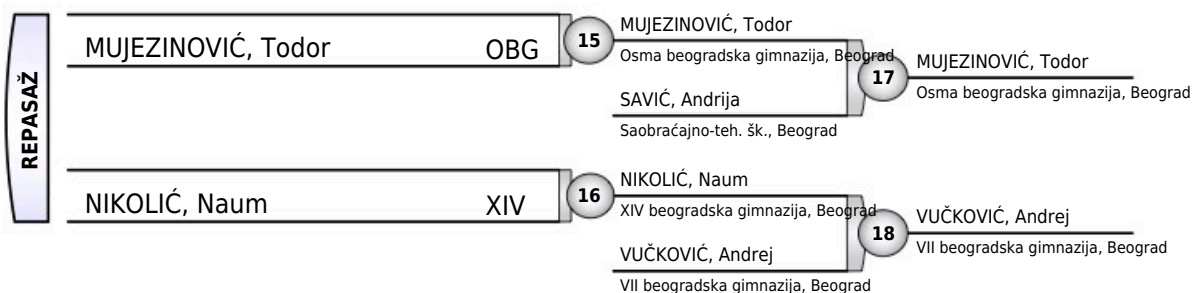 REPASAŽ
MUJEZINOVIĆ, Todor OBG
15
MUJEZINOVIĆ, Todor
Osma beogradska gimnazija, Beograd
SAVIĆ, Andrija
Saobraćajno-teh. šk., Beograd
17
MUJEZINOVIĆ, Todor
Osma beogradska gimnazija, Beograd
NIKOLIĆ, Naum XIV
16
NIKOLIĆ, Naum
XIV beogradska gimnazija, Beograd
VUČKOVIĆ, Andrej
VII beogradska gimnazija, Beograd
18
VUČKOVIĆ, Andrej
VII beogradska gimnazija, Beograd